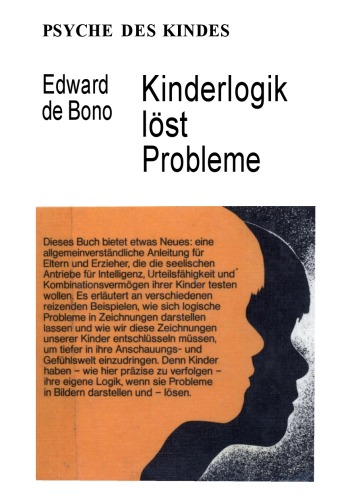 PSYCHE DES KINDES
Edward
de Bono
Kinderlogik
löst
Probleme
Dieses Buch bietet etwas Neues: eine
allgemeinverständliche Anleitung für
Eltern und Erzieher, die die seelischen
Antriebe für Intelligenz, Urteilsfähigkeit und
Kombinationsvermögen ihrer Kinder testen
wollen. Es erläutert an verschiedenen
reizenden Beispielen, wie sich logische
Probleme in Zeichnungen darstellen
lassen und wie wir diese Zeichnungen
unserer Kinder entschlüsseln müssen,
um tiefer in ihre Anschauungs- und
Gefühlswelt einzudringen. Denn Kinder
haben – wie hier präzise zu verfolgen –
ihre eigene Logik, wenn sie Probleme
in Bildern darstellen und – lösen.